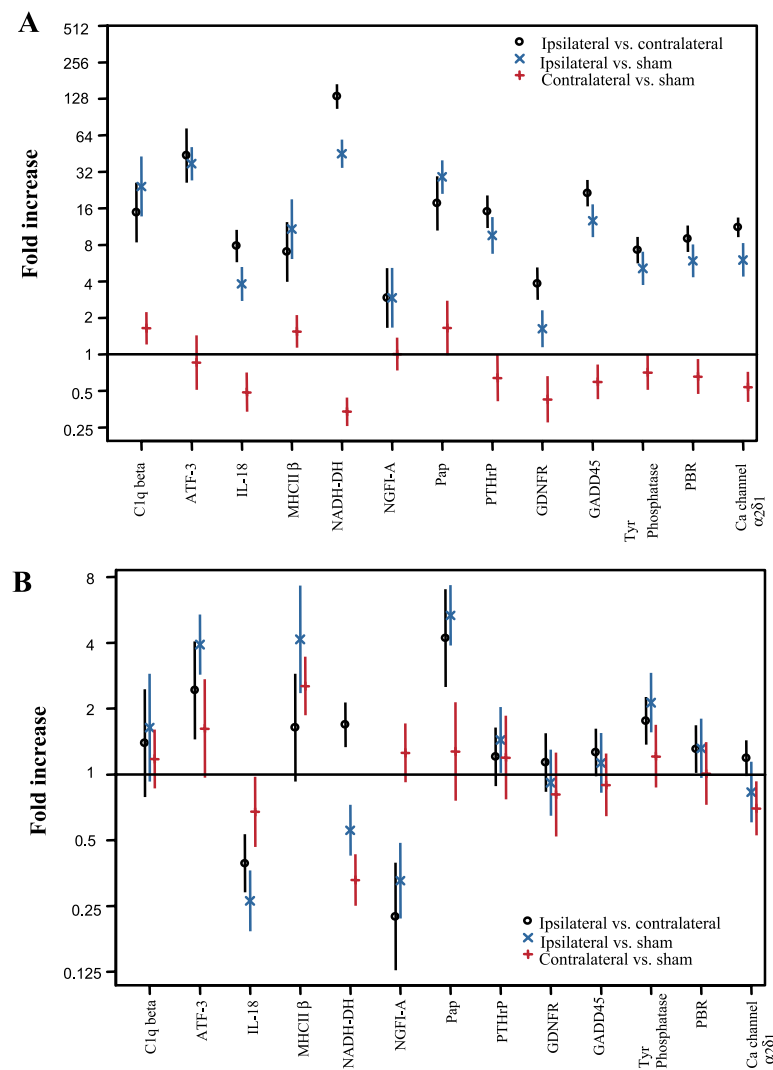 A
512
256
128
64
32
16
8
4
2
1
0.5
0.25
Fold increase
Ipsilateral vs. contralateral
Ipsilateral vs. sham
Contralateral vs. sham
C1q beta
ATF-3
IL-18
MHCII β
NADH-DH
NGFI-A
Pap
PTHrP
GDNFR
GADD45
Tyr
Phosphatase
PBR
Ca channel
α2δ1
B
8
4
2
1
0.5
0.25
0.125
Fold increase
Ipsilateral vs. contralateral
Ipsilateral vs. sham
Contralateral vs. sham
C1q beta
ATF-3
IL-18
MHCII β
NADH-DH
NGFI-A
Pap
PTHrP
GDNFR
GADD45
Tyr
Phosphatase
PBR
Ca channel
α2δ1